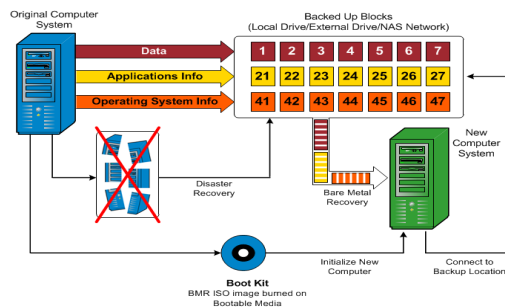 Original Computer
System
Backed Up Blocks
(Local Drive/External Drive/NAS Network)
Data
1 2 3 4 5 6 7
Applications Info
21 22 23 24 25 26 27
Operating System Info
41 42 43 44 45 46 47
New
Computer
System
Disaster
Recovery
Bare Metal
Recovery
Initialize New
Computer
Connect to
Backup Location
Boot Kit
BMR ISO image burned on
Bootable Media